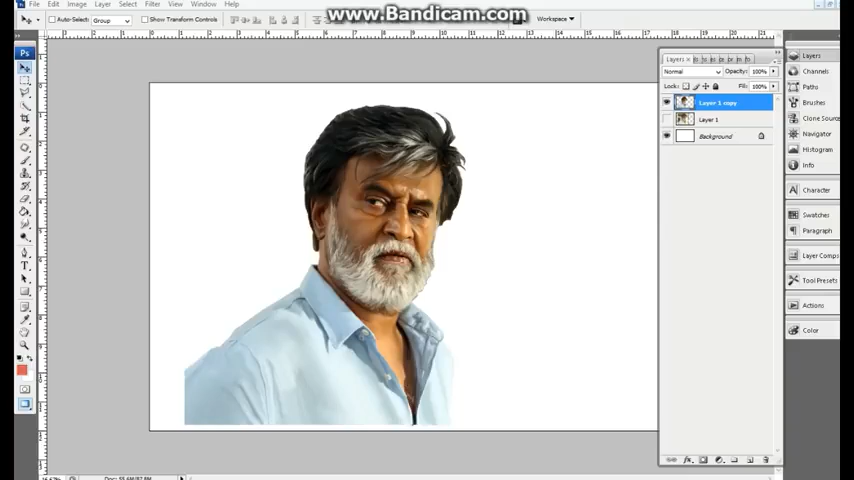 www.Bandicam.com
File Edit Image Layer Select Filter View Window Help
Auto-Select: Group Show Transform Controls Workspace
Ps
Layers
Normal Opacity: 100%
Lock: Fill: 100%
Layer 1 copy
Layer 1
Background
Layers
Channels
Paths
Brushes
Clone Source
Navigator
Histogram
Info
Character
Swatches
Paragraph
Layer Comps
Tool Presets
Actions
Color